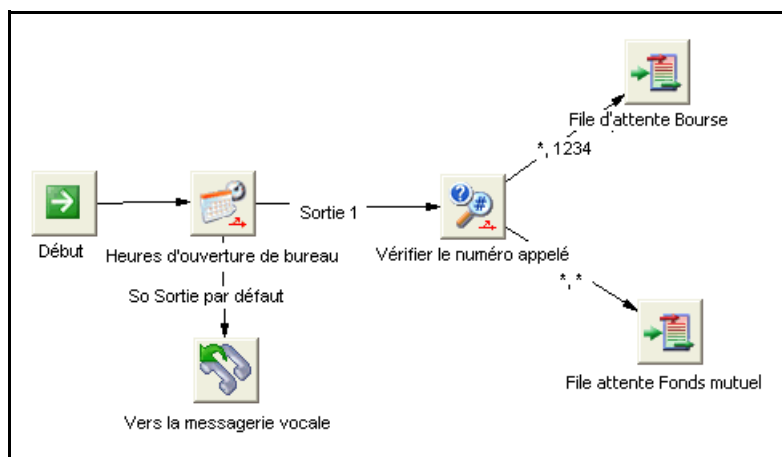 File d'attente Bourse
*, 1234
Sortie 1
Début
Heures d'ouverture de bureau
Vérifier le numéro appelé
*, *
So Sortie par défaut
File attente Fonds mutuel
Vers la messagerie vocale